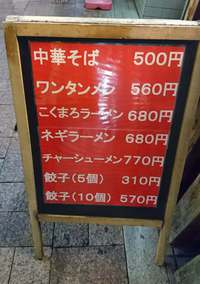 中華そば 500円
ワンタンメン 560円
こくまろラーメン 680円
ネギラーメン 680円
チャーシューメン 770円
餃子(5個) 310円
餃子(10個) 570円